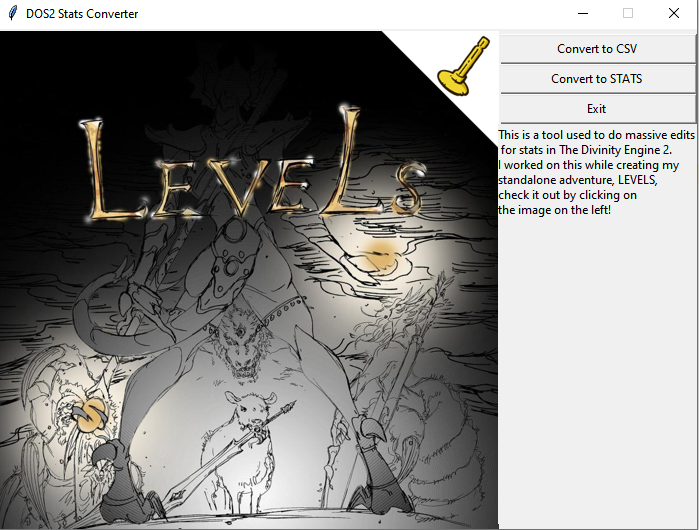 DOS2 Stats Converter
LEVELS
Convert to CSV
Convert to STATS
Exit
This is a tool used to do massive edits
for stats in The Divinity Engine 2.
I worked on this while creating my
standalone adventure, LEVELS,
check it out by clicking on
the image on the left!